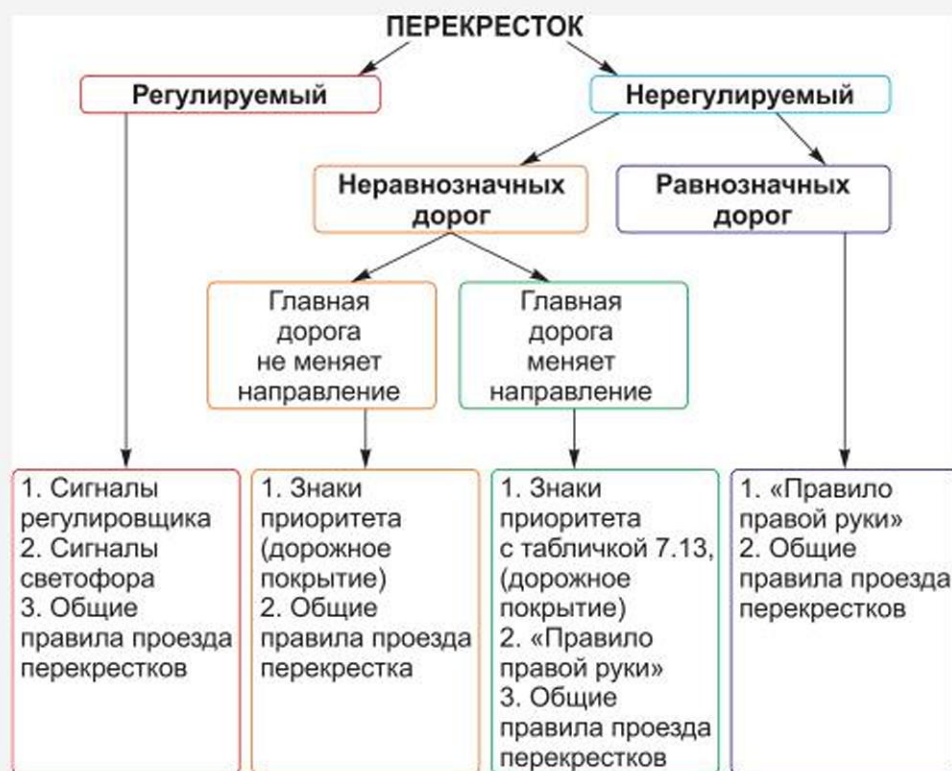 ПЕРЕКРЕСТОК
Регулируемый
Нерегулируемый
Неравнозначных
дорог
Равнозначных
дорог
Главная
дорога
не меняет
направление
Главная
дорога
меняет
направление
1. Сигналы
регулировщика
2. Сигналы
светофора
3. Общие
правила проезда
перекрестков
1. Знаки
приоритета
(дорожное
покрытие)
2. Общие
правила проезда
перекрестка
1. Знаки
приоритета
с табличкой 7.13,
(дорожное
покрытие)
2. «Правило
правой руки»
3. Общие
правила проезда
перекрестков
1. «Правило
правой руки»
2. Общие
правила проезда
перекрестков